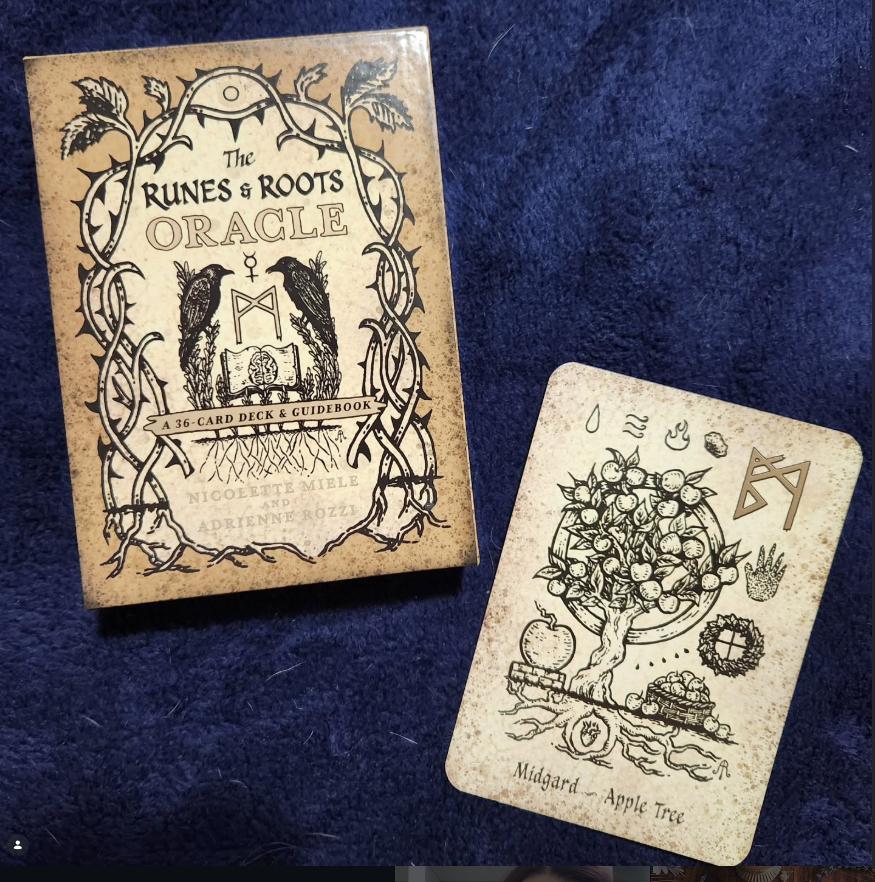 The
RUNES & ROOTS
ORACLE
A 36-CARD DECK & GUIDEBOOK
NICOLETTE MIELE
AND
ADRIENNE ROZZI
Midgard - Apple Tree